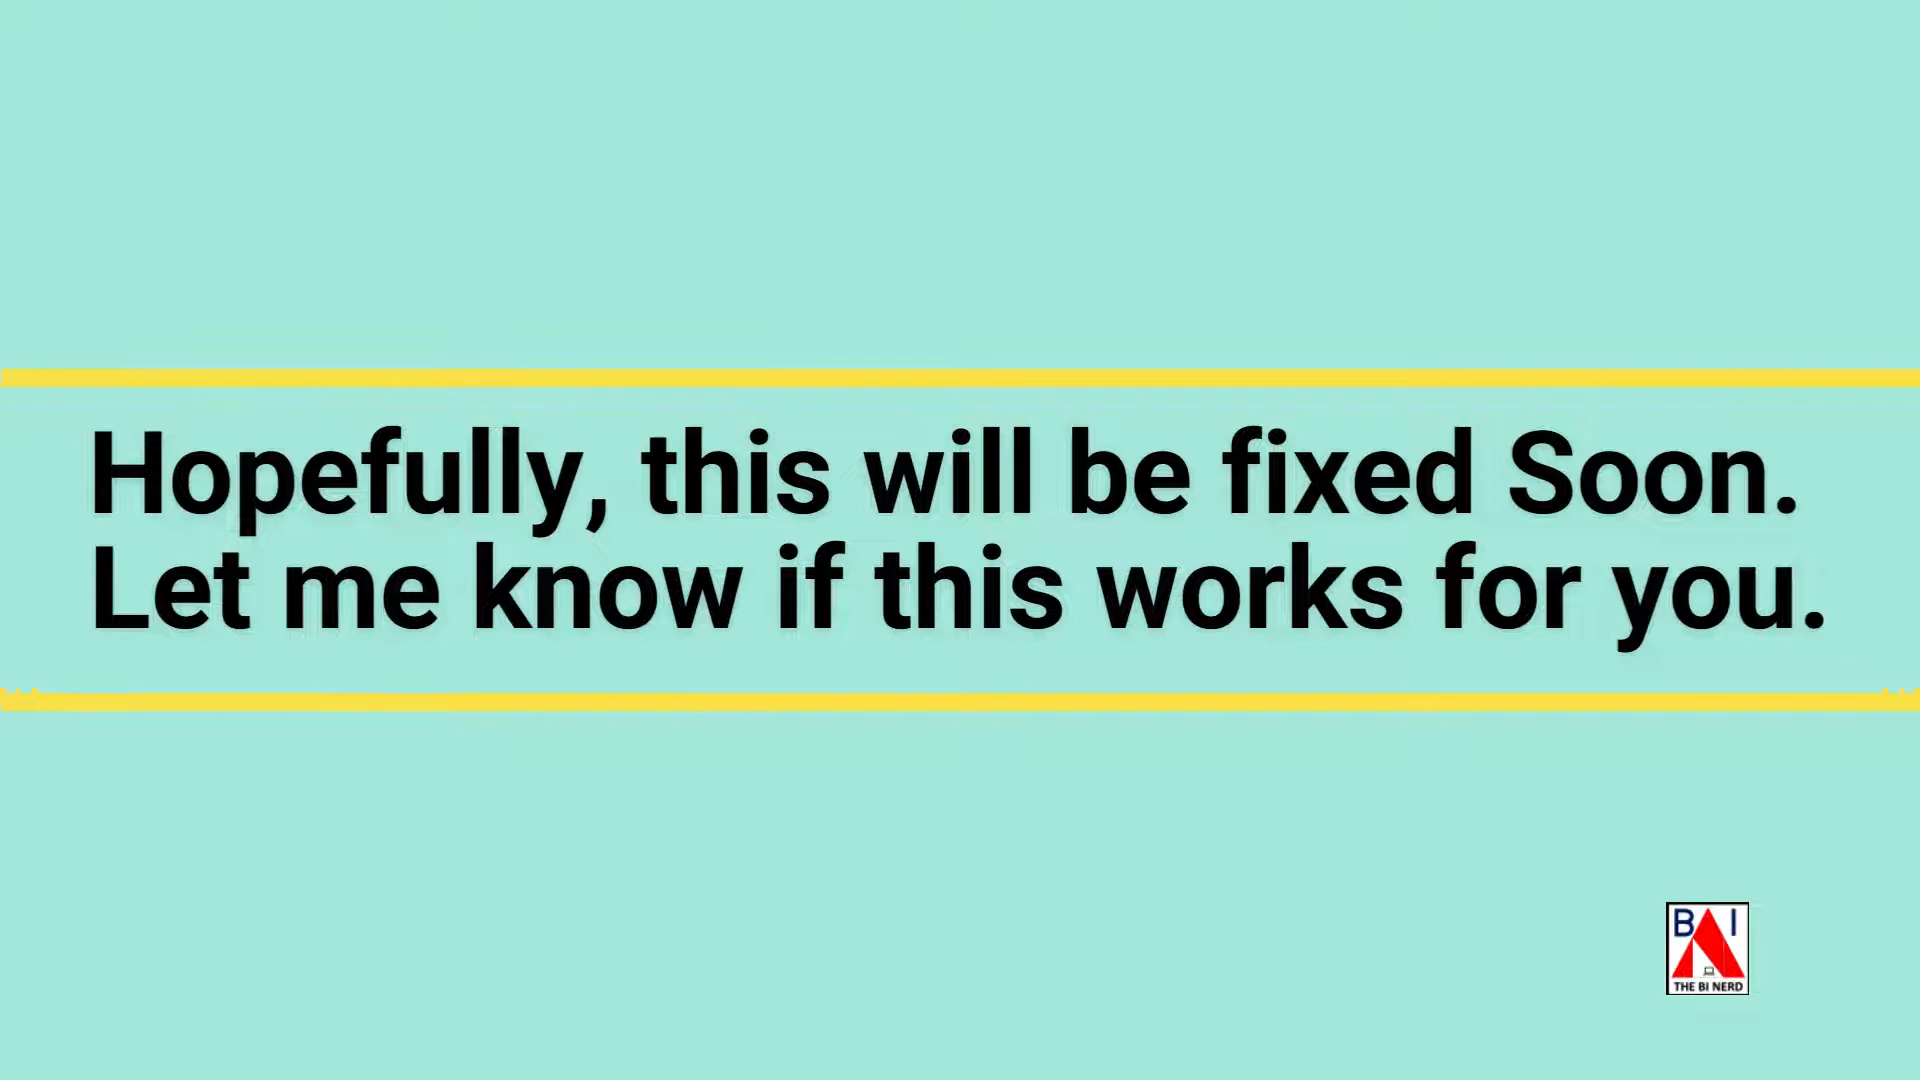 Hopefully, this will be fixed Soon.
Let me know if this works for you.
B I
THE BI NERD